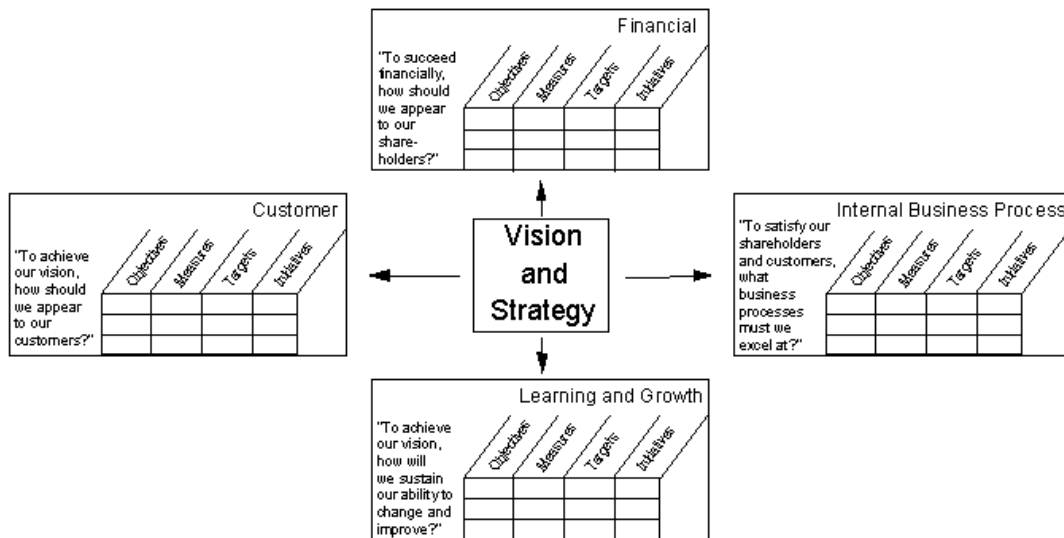 Financial
"To succeed
financially,
how should
we appear
to our
share-
holders?"
Objectives
Measures
Targets
Initiatives
Customer
"To achieve
our vision,
how should
we appear
to our
customers?"
Objectives
Measures
Targets
Initiatives
Vision
and
Strategy
Internal Business Process
"To satisfy our
shareholders
and customers,
what
business
processes
must we
excel at?"
Objectives
Measures
Targets
Initiatives
Learning and Growth
"To achieve
our vision,
how will
we sustain
our ability to
change and
improve?"
Objectives
Measures
Targets
Initiatives